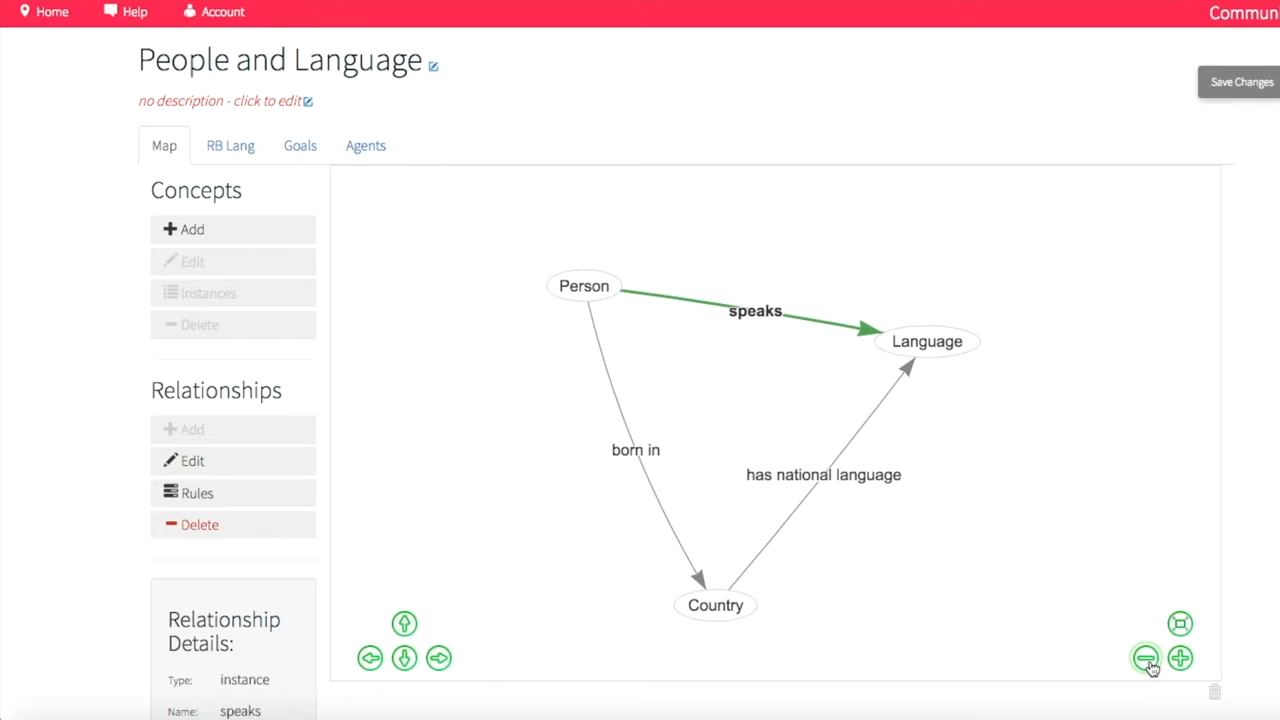 Home Help Account Commun
People and Language
Save Changes
no description - click to edit
Map RB Lang Goals Agents
Concepts
Add
Edit
Instances
Delete
Relationships
Add
Edit
Rules
Delete
Relationship
Details:
Type: instance
Name: speaks
Person
speaks
Language
born in
has national language
Country